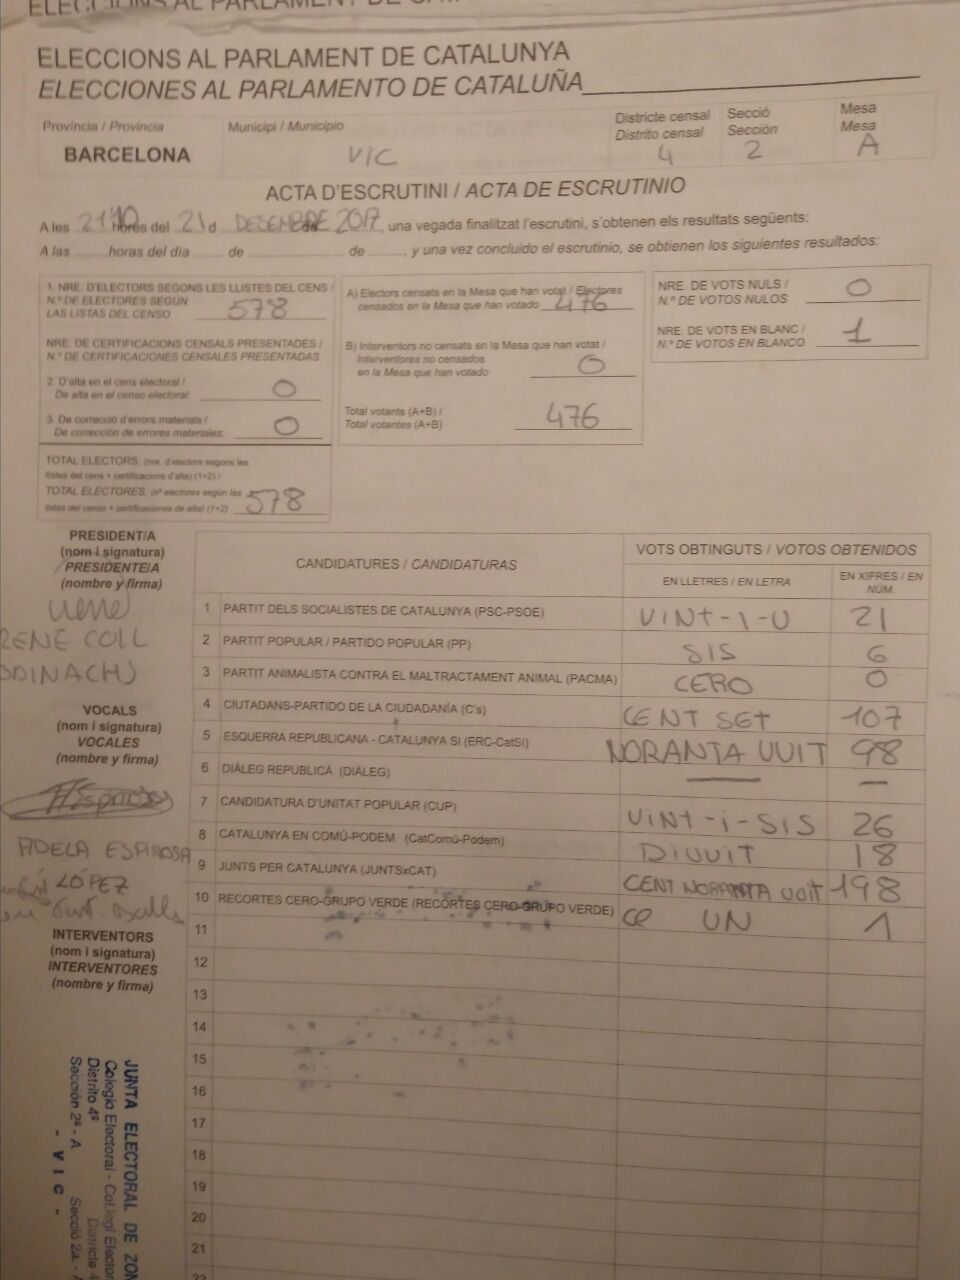 ELECCIONS AL PARLAMENT DE
ELECCIONS AL PARLAMENT DE CATALUNYA
ELECCIONES AL PARLAMENTO DE CATALUÑA
Província / Provincia
BARCELONA
Municipi / Municipio
VIC
Districte censal
Distrito censal
4
Secció
Sección
2
Mesa
Mesa
A
ACTA D'ESCRUTINI / ACTA DE ESCRUTINIO
A les 21'40 hores del 21 d DESEMBRE de 2017, una vegada finalitzat l'escrutini, s'obtenen els resultats següents:
A las ......... horas del día ....... de ...................... de ........, y una vez concluido el escrutinio, se obtienen los siguientes resultados:
1. NRE. D'ELECTORS SEGONS LES LLISTES DEL CENS /
N.º DE ELECTORES SEGÚN
LAS LISTAS DEL CENSO 578
NRE. DE CERTIFICACIONS CENSALS PRESENTADES /
N.º DE CERTIFICACIONES CENSALES PRESENTADAS
2. D'alta en el cens electoral /
De alta en el censo electoral: 0
3. De correcció d'errors materials /
De corrección de errores materiales: 0
TOTAL ELECTORS: (nre. d'electors segons les
llistes del cens + certificacions d'alta) (1+2) /
TOTAL ELECTORES: (nº electores según las
listas del censo + certificaciones de alta) (1+2) 578
A) Electors censats en la Mesa que han votat / Electores
censados en la Mesa que han votado 476
B) Interventors no censats en la Mesa que han votat /
Interventores no censados
en la Mesa que han votado 0
Total votants (A+B) /
Total votantes (A+B) 476
NRE. DE VOTS NULS /
N.º DE VOTOS NULOS 0
NRE. DE VOTS EN BLANC /
N.º DE VOTOS EN BLANCO 1
PRESIDENT/A
(nom i signatura)
PRESIDENTE/A
(nombre y firma)
RENE COLL
VOCALS
(nom i signatura)
VOCALES
(nombre y firma)
ADELA ESPINOSA
LÓPEZ
INTERVENTORS
(nom i signatura)
INTERVENTORES
(nombre y firma)
CANDIDATURES / CANDIDATURAS
VOTS OBTINGUTS / VOTOS OBTENIDOS
EN LLETRES / EN LETRA
EN XIFRES / EN NÚM.
1 PARTIT DELS SOCIALISTES DE CATALUNYA (PSC-PSOE) VINT-I-U 21
2 PARTIT POPULAR / PARTIDO POPULAR (PP) SIS 6
3 PARTIT ANIMALISTA CONTRA EL MALTRACTAMENT ANIMAL (PACMA) CERO 0
4 CIUTADANS-PARTIDO DE LA CIUDADANÍA (C's) CENT SET 107
5 ESQUERRA REPUBLICANA - CATALUNYA SÍ (ERC-CatSí) NORANTA VUIT 98
6 DIÀLEG REPUBLICÀ (DIÀLEG) — —
7 CANDIDATURA D'UNITAT POPULAR (CUP) VINT-i-SIS 26
8 CATALUNYA EN COMÚ-PODEM (CatComú-Podem) DIVUIT 18
9 JUNTS PER CATALUNYA (JUNTSxCAT) CENT NORANTA VUIT 198
10 RECORTES CERO-GRUPO VERDE (RECORTES CERO-GRUPO VERDE) CE UN 1
11
12
13
14
15
16
17
18
19
20
21
22
JUNTA ELECTORAL DE ZON
Colegio Electoral - Col.legi Elector
Distrito 4º Districte 4
Sección 2ª - A Secció 2a. - A
- V I C -